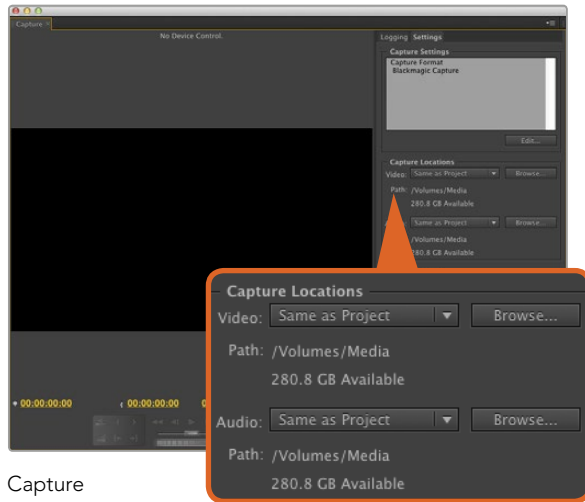 Capture ×
No Device Control.
Logging Settings
Capture Settings
Capture Format
Blackmagic Capture
Edit...
Capture Locations
Video: Same as Project Browse...
Path: /Volumes/Media
280.8 GB Available
Same as Project Browse...
/Volumes/Media
280.8 GB Available
Capture Locations
Video: Same as Project Browse...
Path: /Volumes/Media
280.8 GB Available
Audio: Same as Project Browse...
Path: /Volumes/Media
280.8 GB Available
00:00:00:00 { 00:00:00:00
Capture